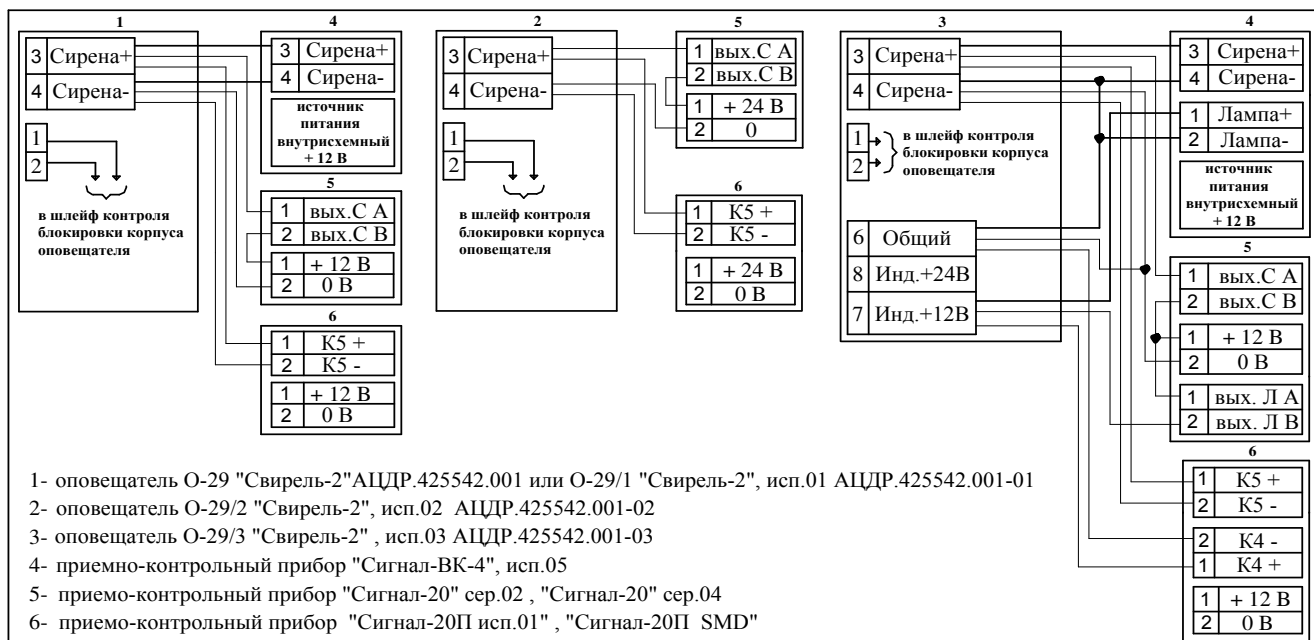 1
3 Сирена+
4 Сирена-
1
2
в шлейф контроля
блокировки корпуса
оповещателя
4
3 Сирена+
4 Сирена-
источник
питания
внутрисхемный
+ 12 В
5
1 вых.С А
2 вых.С В
1 + 12 В
2 0 В
6
1 К5 +
2 К5 -
1 + 12 В
2 0 В
2
3 Сирена+
4 Сирена-
1
2
в шлейф контроля
блокировки корпуса
оповещателя
5
1 вых.С А
2 вых.С В
1 + 24 В
2 0
6
1 К5 +
2 К5 -
1 + 24 В
2 0 В
3
3 Сирена+
4 Сирена-
1
2
в шлейф контроля
блокировки корпуса
оповещателя
6 Общий
8 Инд.+24В
7 Инд.+12В
4
3 Сирена+
4 Сирена-
1 Лампа+
2 Лампа-
источник
питания
внутрисхемный
+ 12 В
5
1 вых.С А
2 вых.С В
1 + 12 В
2 0 В
1 вых. Л А
2 вых. Л В
6
1 К5 +
2 К5 -
2 К4 -
1 К4 +
1 + 12 В
2 0 В
1- оповещатель О-29 "Свирель-2"АЦДР.425542.001 или О-29/1 "Свирель-2", исп.01 АЦДР.425542.001-01
2- оповещатель О-29/2 "Свирель-2", исп.02 АЦДР.425542.001-02
3- оповещатель О-29/3 "Свирель-2" , исп.03 АЦДР.425542.001-03
4- приемно-контрольный прибор "Сигнал-ВК-4", исп.05
5- приемо-контрольный прибор "Сигнал-20" сер.02 , "Сигнал-20" сер.04
6- приемо-контрольный прибор "Сигнал-20П исп.01" , "Сигнал-20П SMD"